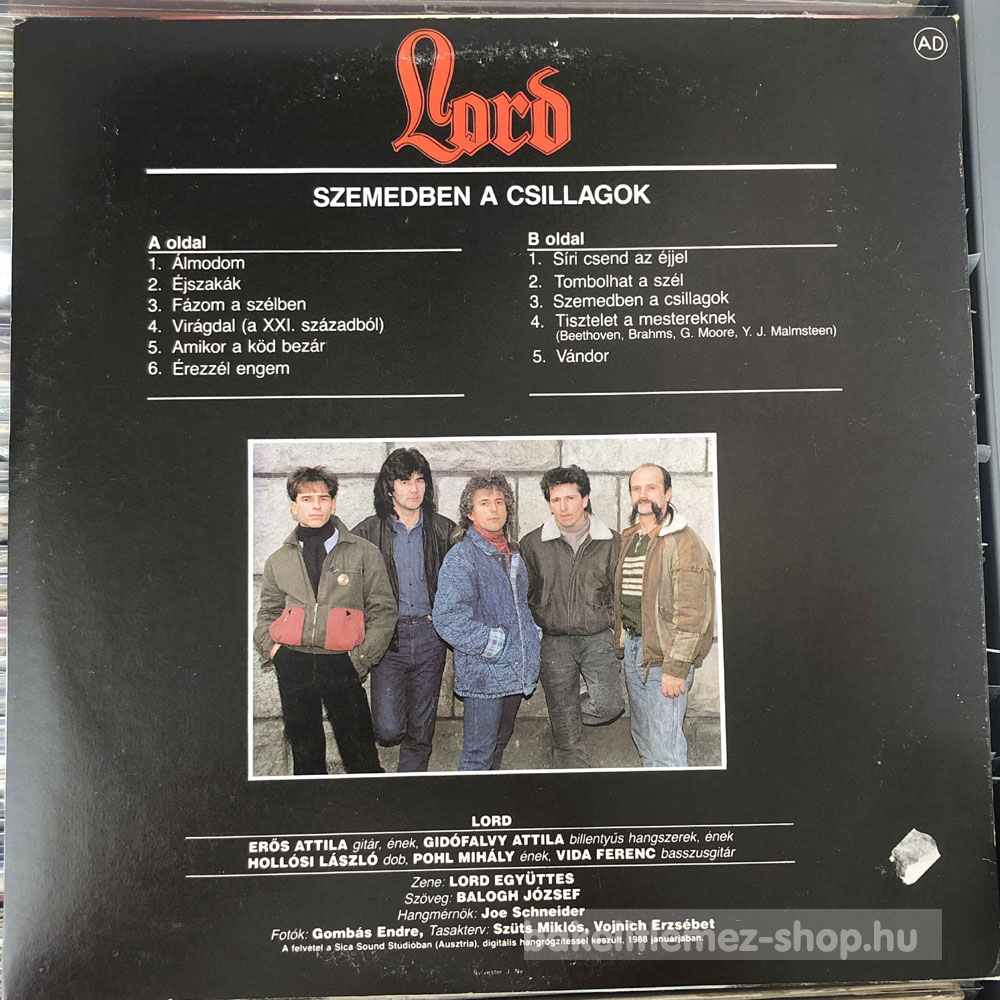 Lord
AD
SZEMEDBEN A CSILLAGOK
A oldal
1. Álmodom
2. Éjszakák
3. Fázom a szélben
4. Virágdal (a XXI. századból)
5. Amikor a köd bezár
6. Érezzél engem
B oldal
1. Síri csend az éjjel
2. Tombolhat a szél
3. Szemedben a csillagok
4. Tisztelet a mestereknek
(Beethoven, Brahms, G. Moore, Y. J. Malmsteen)
5. Vándor
LORD
ERŐS ATTILA gitár, ének, GIDÓFALVY ATTILA billentyűs hangszerek, ének
HOLLÓSI LÁSZLÓ dob, POHL MIHÁLY ének, VIDA FERENC basszusgitár
Zene: LORD EGYÜTTES
Szöveg: BALOGH JÓZSEF
Hangmérnök: Joe Schneider
Fotók: Gombás Endre, Tasakterv: Szüts Miklós, Vojnich Erzsébet
A felvétel a Sica Sound Stúdióban (Ausztria), digitális hangrögzítéssel készült, 1988 januárjában.
bakelitlemez-shop.hu